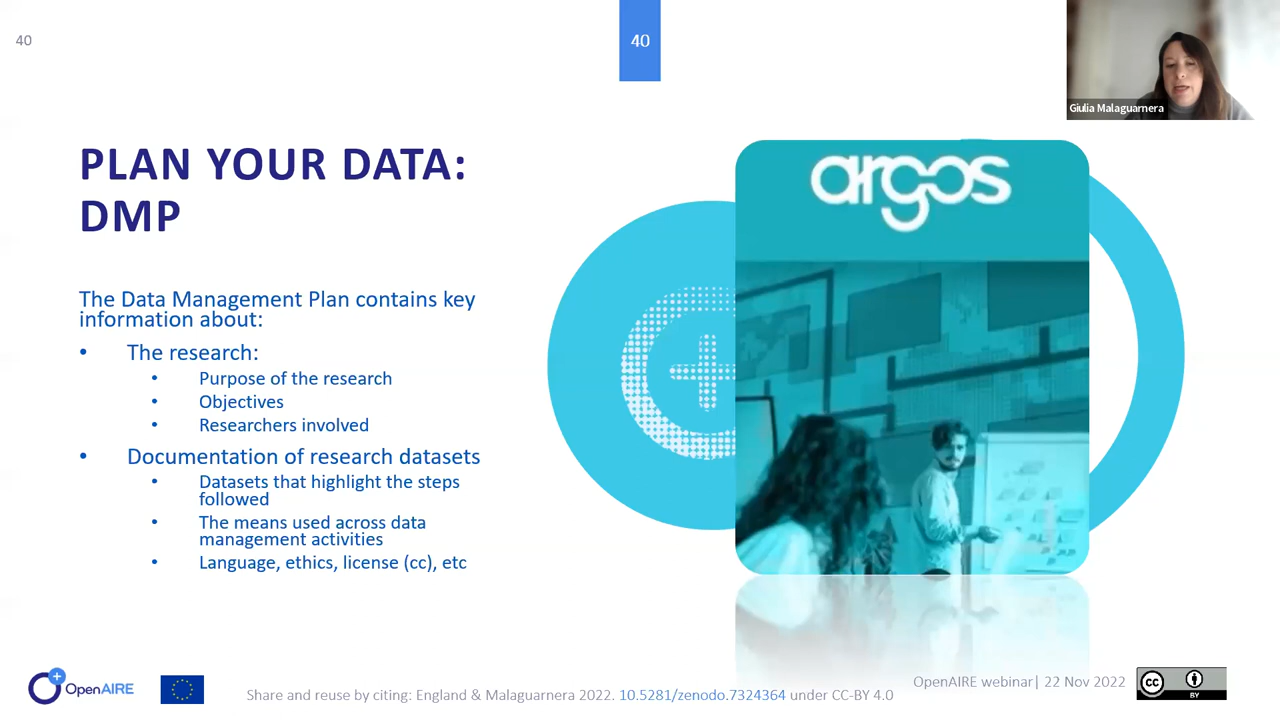 40
40
Giulia Malaguarnera
PLAN YOUR DATA:
DMP
The Data Management Plan contains key
information about:
• The research:
• Purpose of the research
• Objectives
• Researchers involved
• Documentation of research datasets
• Datasets that highlight the steps
followed
• The means used across data
management activities
• Language, ethics, license (cc), etc
argos
OpenAIRE
Share and reuse by citing: England & Malaguarnera 2022. 10.5281/zenodo.7324364 under CC-BY 4.0
OpenAIRE webinar| 22 Nov 2022
cc
BY